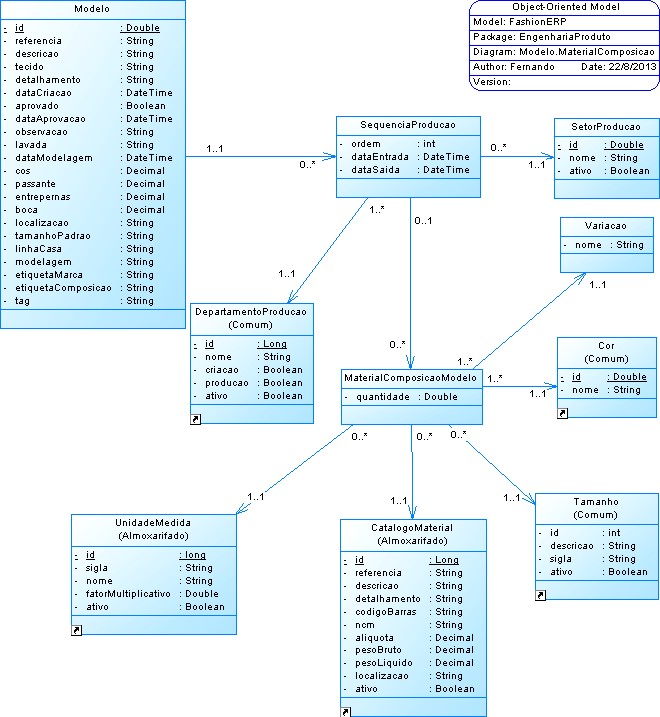 Modelo
- id : Double
- referencia : String
- descricao : String
- tecido : String
- detalhamento : String
- dataCriacao : DateTime
- aprovado : Boolean
- dataAprovacao : DateTime
- observacao : String
- lavada : String
- dataModelagem : DateTime
- cos : Decimal
- passante : Decimal
- entrepernas : Decimal
- boca : Decimal
- localizacao : String
- tamanhoPadrao : String
- linhaCasa : String
- modelagem : String
- etiquetaMarca : String
- etiquetaComposicao : String
- tag : String
Object-Oriented Model
Model: FashionERP
Package: EngenhariaProduto
Diagram: Modelo.MaterialComposicao
Author: Fernando Date: 22/8/2013
Version:
1..1
0..*
SequenciaProducao
- ordem : int
- dataEntrada : DateTime
- dataSaida : DateTime
0..*
1..1
SetorProducao
- id : Double
- nome : String
- ativo : Boolean
1..*
1..1
0..1
0..*
Variacao
- nome : String
1..1
1..*
DepartamentoProducao
(Comum)
- id : Long
- nome : String
- criacao : Boolean
- producao : Boolean
- ativo : Boolean
MaterialComposicaoModelo
- quantidade : Double
1..*
1..1
Cor
(Comum)
- id : Double
- nome : String
0..*
1..1
0..*
1..1
0..*
1..1
UnidadeMedida
(Almoxarifado)
- id : long
- sigla : String
- nome : String
- fatorMultiplicativo : Double
- ativo : Boolean
CatalogoMaterial
(Almoxarifado)
- id : Long
- referencia : String
- descricao : String
- detalhamento : String
- codigoBarras : String
- ncm : String
- aliquota : Decimal
- pesoBruto : Decimal
- pesoLiquido : Decimal
- localizacao : String
- ativo : Boolean
Tamanho
(Comum)
- id : int
- descricao : String
- sigla : String
- ativo : Boolean